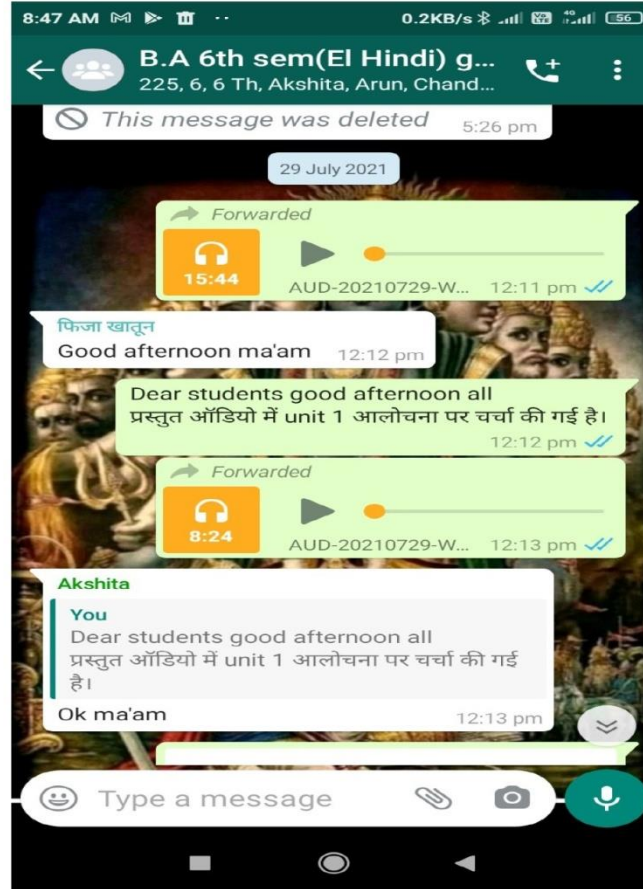 8:47 AM
0.2KB/s
56
B.A 6th sem(El Hindi) g...
225, 6, 6 Th, Akshita, Arun, Chand...
This message was deleted 5:26 pm
29 July 2021
Forwarded
15:44
AUD-20210729-W... 12:11 pm
फिजा खातून
Good afternoon ma'am 12:12 pm
Dear students good afternoon all
प्रस्तुत ऑडियो में unit 1 आलोचना पर चर्चा की गई है।
12:12 pm
Forwarded
8:24
AUD-20210729-W... 12:13 pm
Akshita
You
Dear students good afternoon all
प्रस्तुत ऑडियो में unit 1 आलोचना पर चर्चा की गई
है।
Ok ma'am 12:13 pm
Type a message